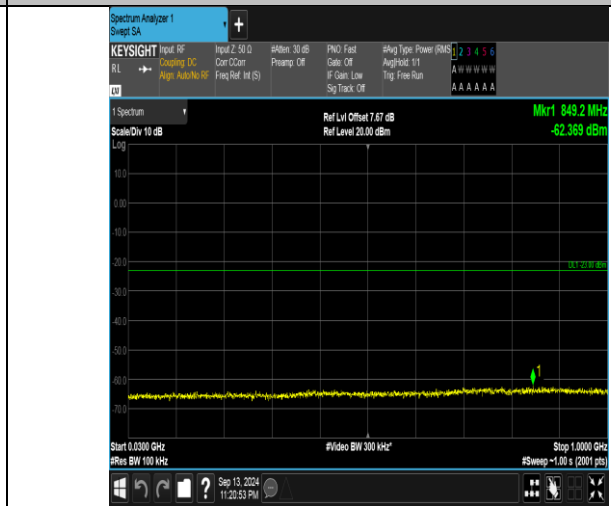 Spectrum Analyzer 1
Swept SA
KEYSIGHT
RL
Input: RF
Coupling: DC
Align: Auto/No RF
Input Z: 50 Ω
Corr CCorr
Freq Ref: Int (S)
#Atten: 30 dB
Preamp: Off
PNO: Fast
Gate: Off
IF Gain: Low
Sig Track: Off
#Avg Type: Power (RMS
Avg|Hold: 1/1
Trig: Free Run
1 2 3 4 5 6
A W W W W W
A A A A A A
1 Spectrum
Scale/Div 10 dB
Ref Lvl Offset 7.67 dB
Ref Level 20.00 dBm
Mkr1 849.2 MHz
-62.369 dBm
Log
10.0
0.00
-10.0
-20.0
DL1 -23.00 dBm
-30.0
-40.0
-50.0
-60.0
1
-70.0
Start 0.0300 GHz
#Res BW 100 kHz
#Video BW 300 kHz*
Stop 1.0000 GHz
#Sweep ~1.00 s (2001 pts)
?
Sep 13, 2024
11:20:53 PM